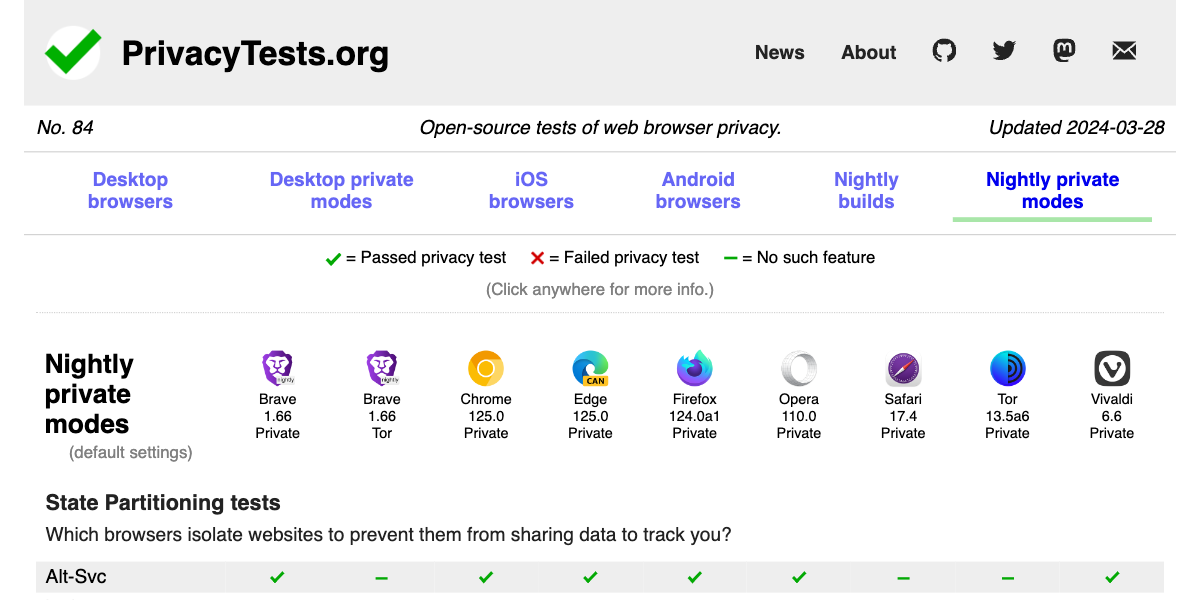 PrivacyTests.org
News About
No. 84 Open-source tests of web browser privacy. Updated 2024-03-28
Desktop browsers
Desktop private modes
iOS browsers
Android browsers
Nightly builds
Nightly private modes
✓ = Passed privacy test ✕ = Failed privacy test – = No such feature
(Click anywhere for more info.)
Nightly
private
modes
(default settings)
nightly
Brave
1.66
Private
nightly
Brave
1.66
Tor
Chrome
125.0
Private
CAN
Edge
125.0
Private
Firefox
124.0a1
Private
Opera
110.0
Private
Safari
17.4
Private
Tor
13.5a6
Private
Vivaldi
6.6
Private
State Partitioning tests
Which browsers isolate websites to prevent them from sharing data to track you?
Alt-Svc ✓ – ✓ ✓ ✓ ✓ – – ✓